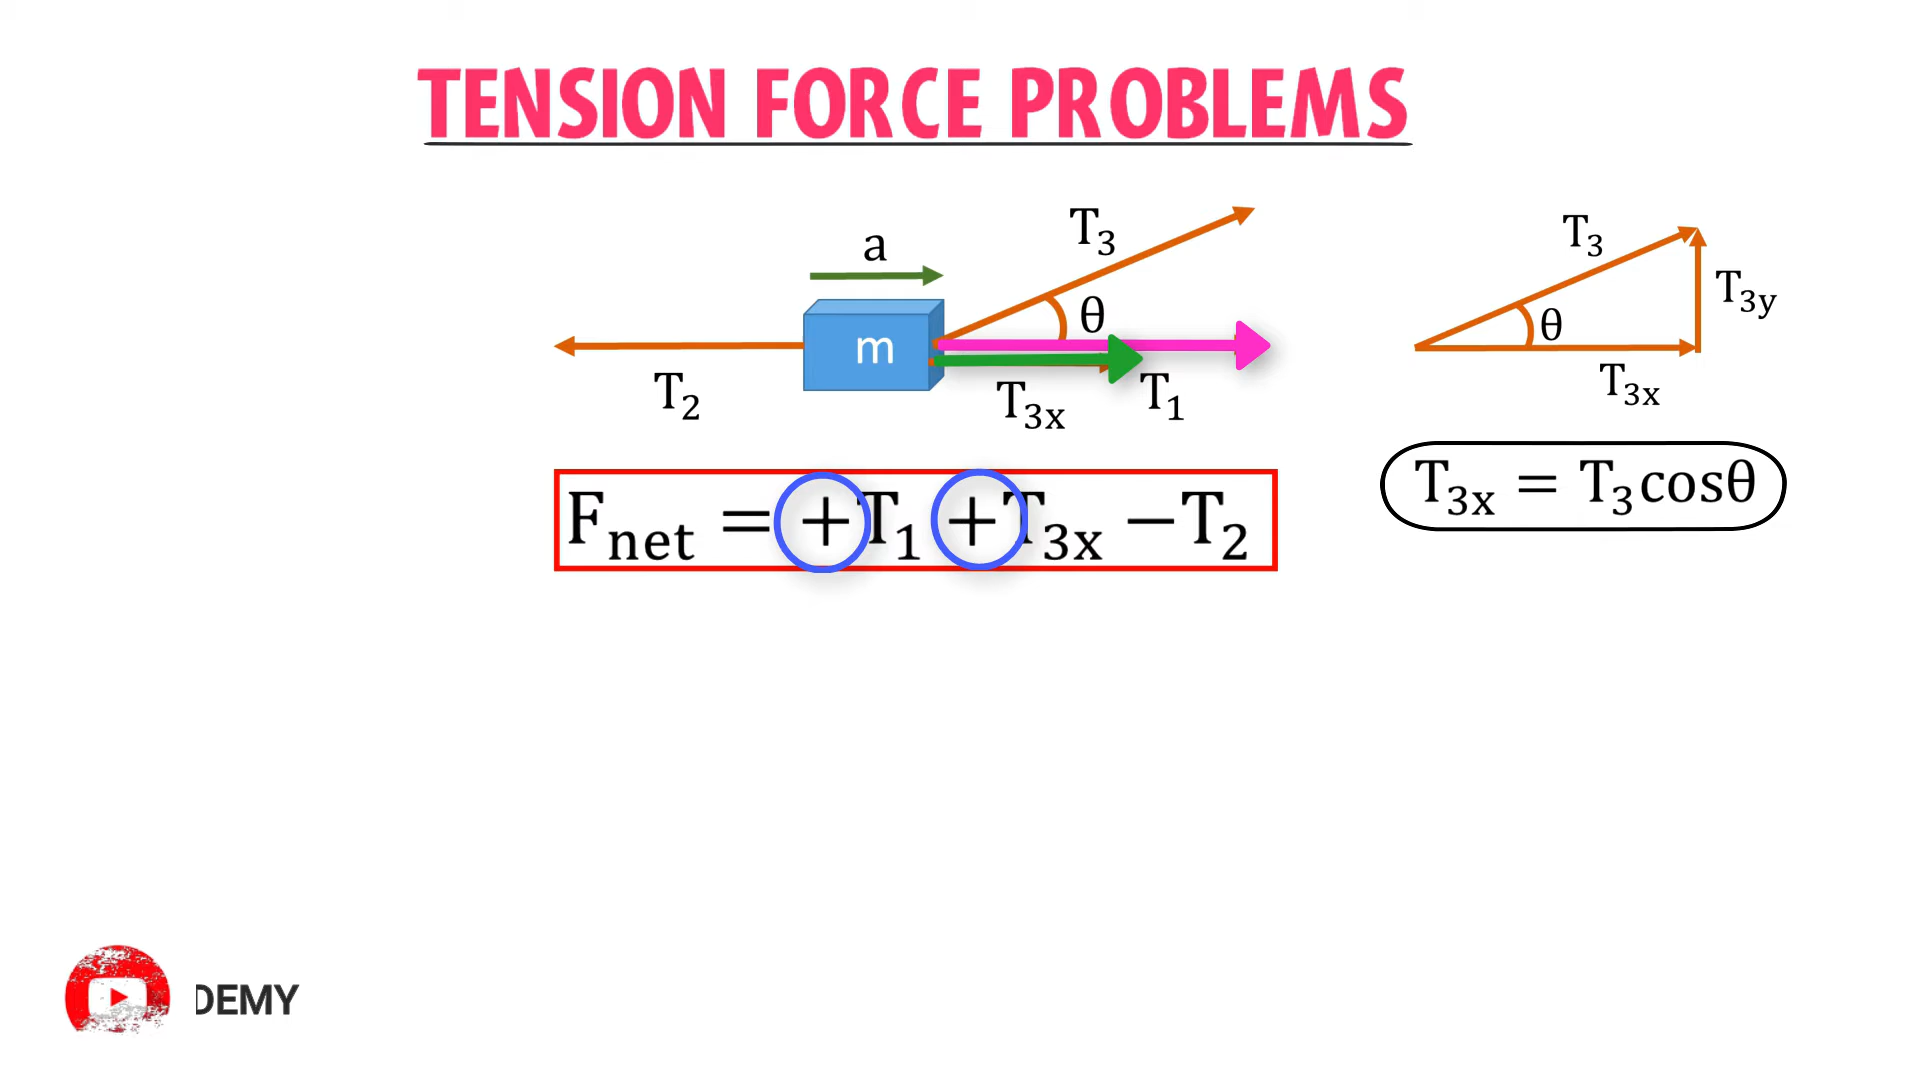 TENSION FORCE PROBLEMS
a
T₃
θ
m
T₂
T₃ₓ
T₁
T₃
θ
T₃y
T₃ₓ
Fnet = +T₁ +T₃ₓ −T₂
T₃ₓ = T₃cosθ
DEMY